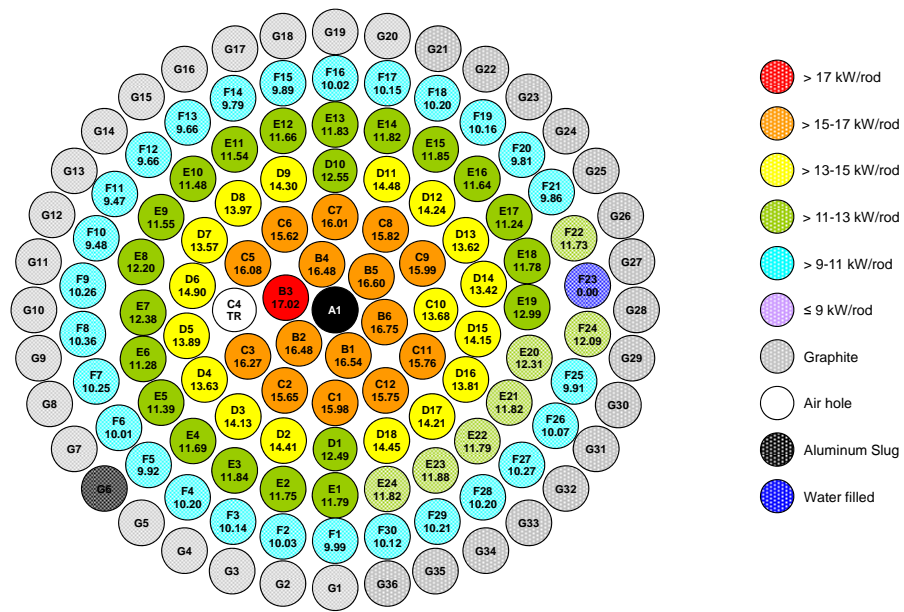 G19
G18
G20
G17
G21
G16
G22
F16
10.02
F15
9.89
F17
10.15
F14
9.79
F18
10.20
G15
G23
F13
9.66
F19
10.16
E13
11.83
E12
11.66
E14
11.82
G14
G24
E11
11.54
E15
11.85
F12
9.66
F20
9.81
D10
12.55
G13
G25
E10
11.48
D9
14.30
D11
14.48
E16
11.64
F11
9.47
F21
9.86
D8
13.97
D12
14.24
G12
E9
11.55
C7
16.01
E17
11.24
G26
F10
9.48
D7
13.57
C6
15.62
C8
15.82
D13
13.62
F22
11.73
G11
E8
12.20
C5
16.08
B4
16.48
C9
15.99
E18
11.78
G27
F9
10.26
D6
14.90
B5
16.60
D14
13.42
F23
0.00
B3
17.02
G10
E7
12.38
C4
TR
A1
C10
13.68
E19
12.99
G28
F8
10.36
D5
13.89
B2
16.48
B6
16.75
D15
14.15
F24
12.09
G9
E6
11.28
C3
16.27
B1
16.54
C11
15.76
E20
12.31
G29
F7
10.25
D4
13.63
C2
15.65
C12
15.75
D16
13.81
F25
9.91
G8
E5
11.39
C1
15.98
E21
11.82
G30
F6
10.01
D3
14.13
D17
14.21
F26
10.07
G7
E4
11.69
D2
14.41
D1
12.49
D18
14.45
E22
11.79
G31
F5
9.92
E3
11.84
E23
11.88
F27
10.27
G6
E2
11.75
E1
11.79
E24
11.82
G32
F4
10.20
F28
10.20
G5
F3
10.14
F29
10.21
G33
F2
10.03
F1
9.99
F30
10.12
G4
G34
G3
G35
G2
G1
G36
> 17 kW/rod
> 15-17 kW/rod
> 13-15 kW/rod
> 11-13 kW/rod
> 9-11 kW/rod
≤ 9 kW/rod
Graphite
Air hole
Aluminum Slug
Water filled